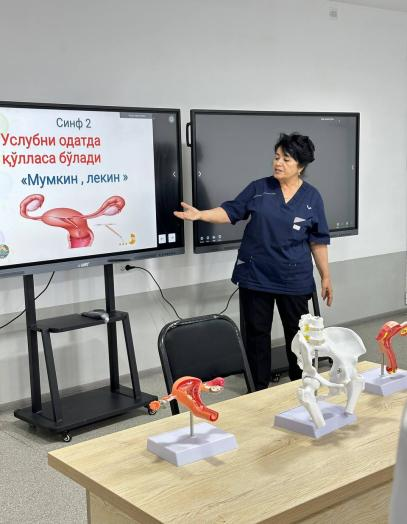 Синф 2
Услубни одатда
қўлласа бўлади
«Мумкин , лекин »